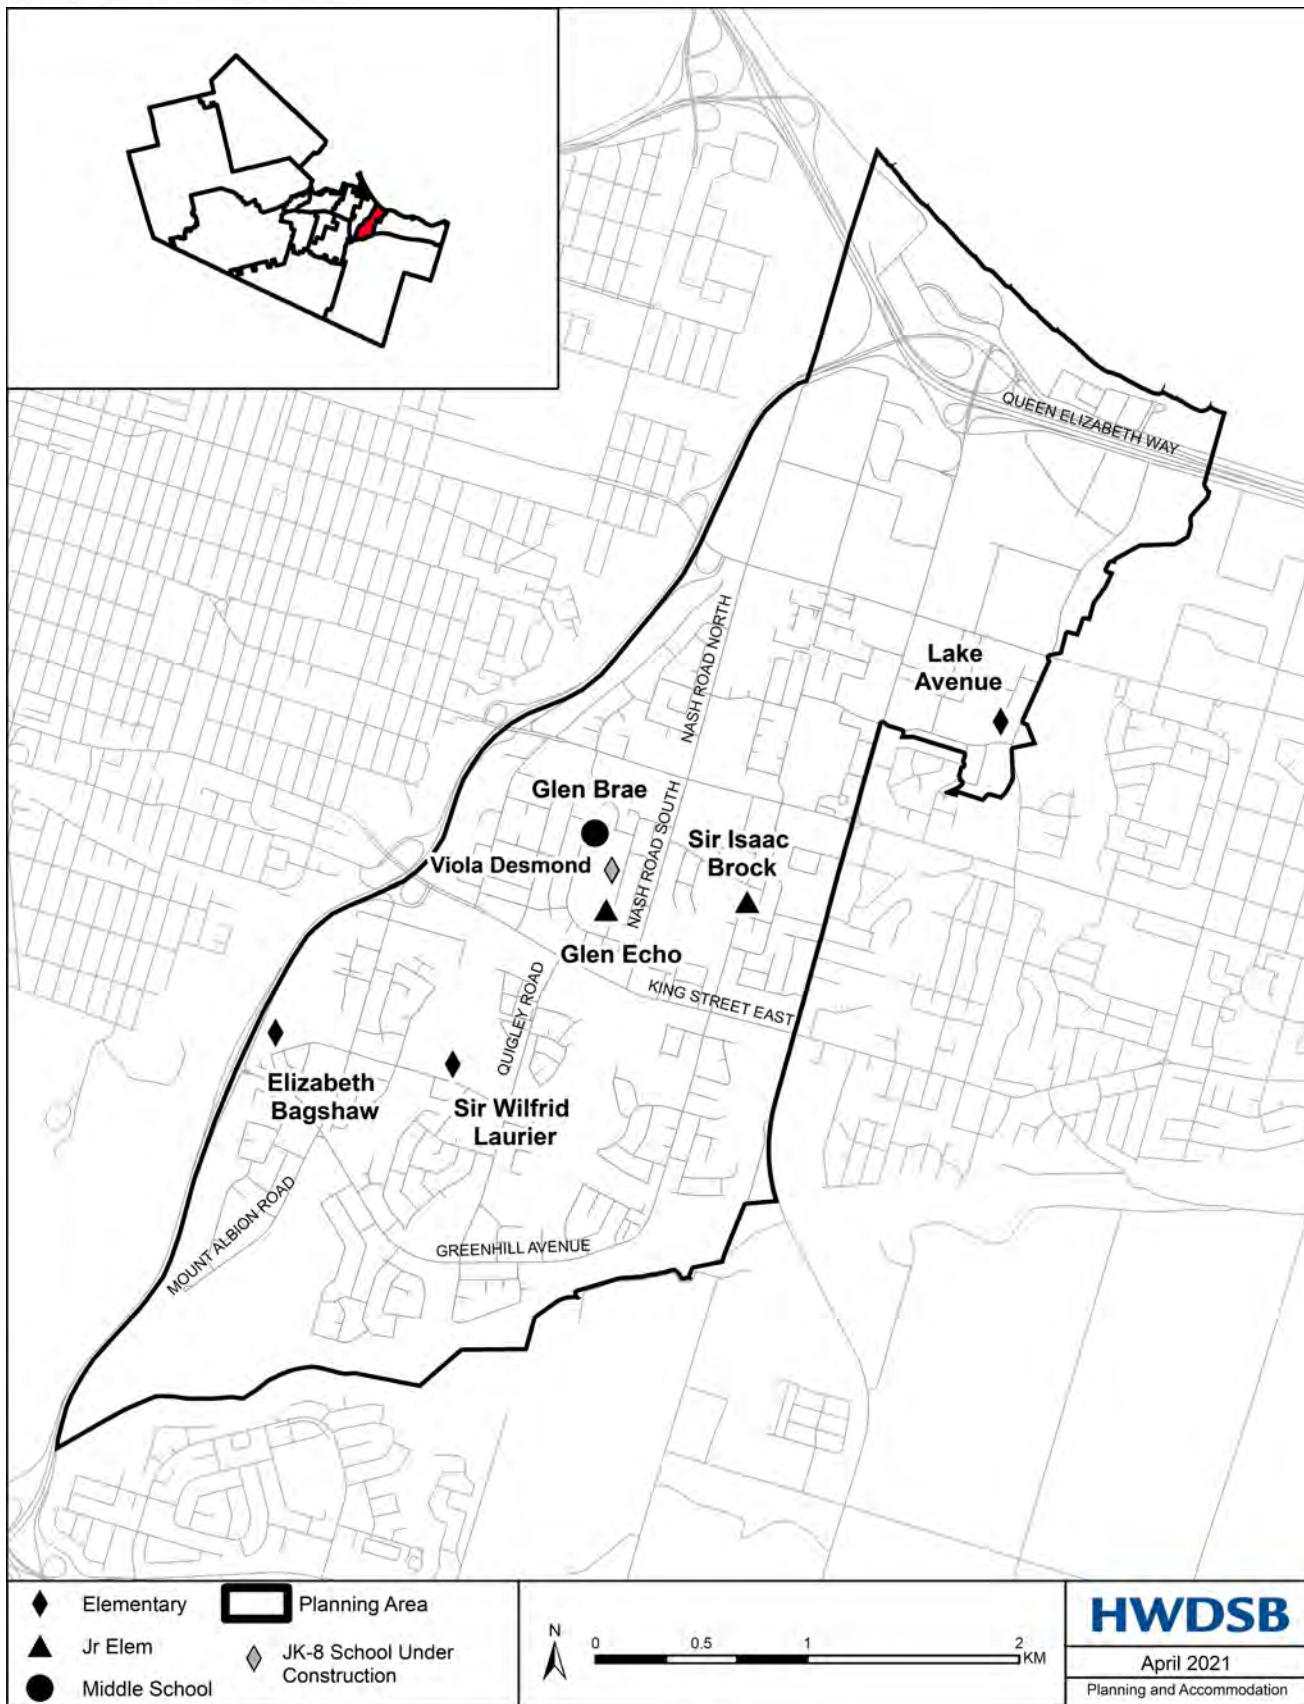 QUEEN ELIZABETH WAY
NASH ROAD NORTH
Lake
Avenue
Glen Brae
NASH ROAD SOUTH
Sir Isaac
Brock
Viola Desmond
Glen Echo
QUIGLEY ROAD
KING STREET EAST
Elizabeth
Bagshaw
Sir Wilfrid
Laurier
MOUNT ALBION ROAD
GREENHILL AVENUE
Elementary
Planning Area
Jr Elem
JK-8 School Under
Construction
Middle School
N
0 0.5 1 2
KM
HWDSB
April 2021
Planning and Accommodation